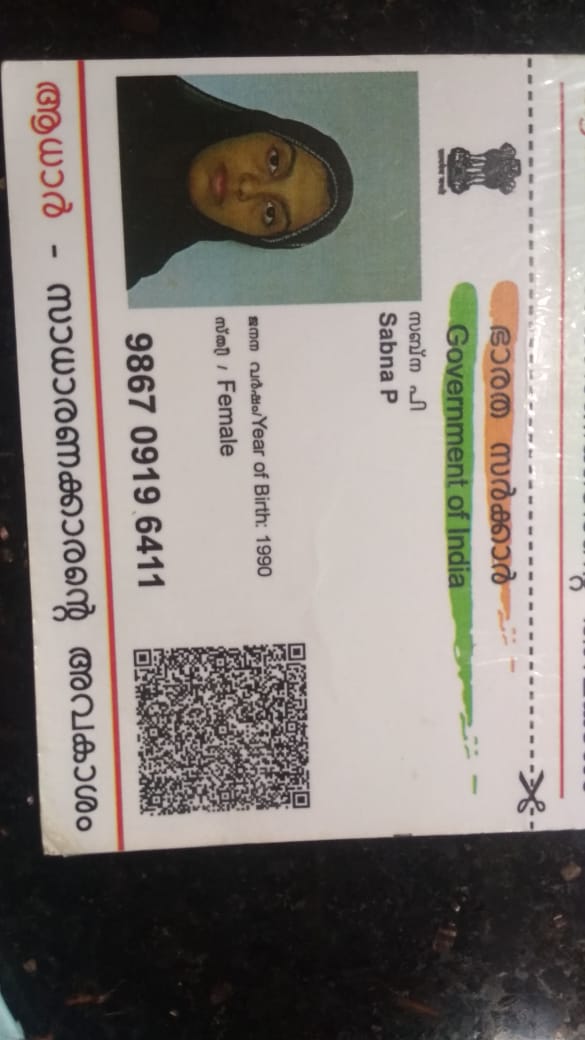 ഭാരത സർക്കാർ
Government of India
സബ്ന പി
Sabna P
ജനന വർഷം/Year of Birth: 1990
സ്ത്രീ / Female
9867 0919 6411
ആധാർ - സാധാരണക്കാരന്റെ അവകാശം